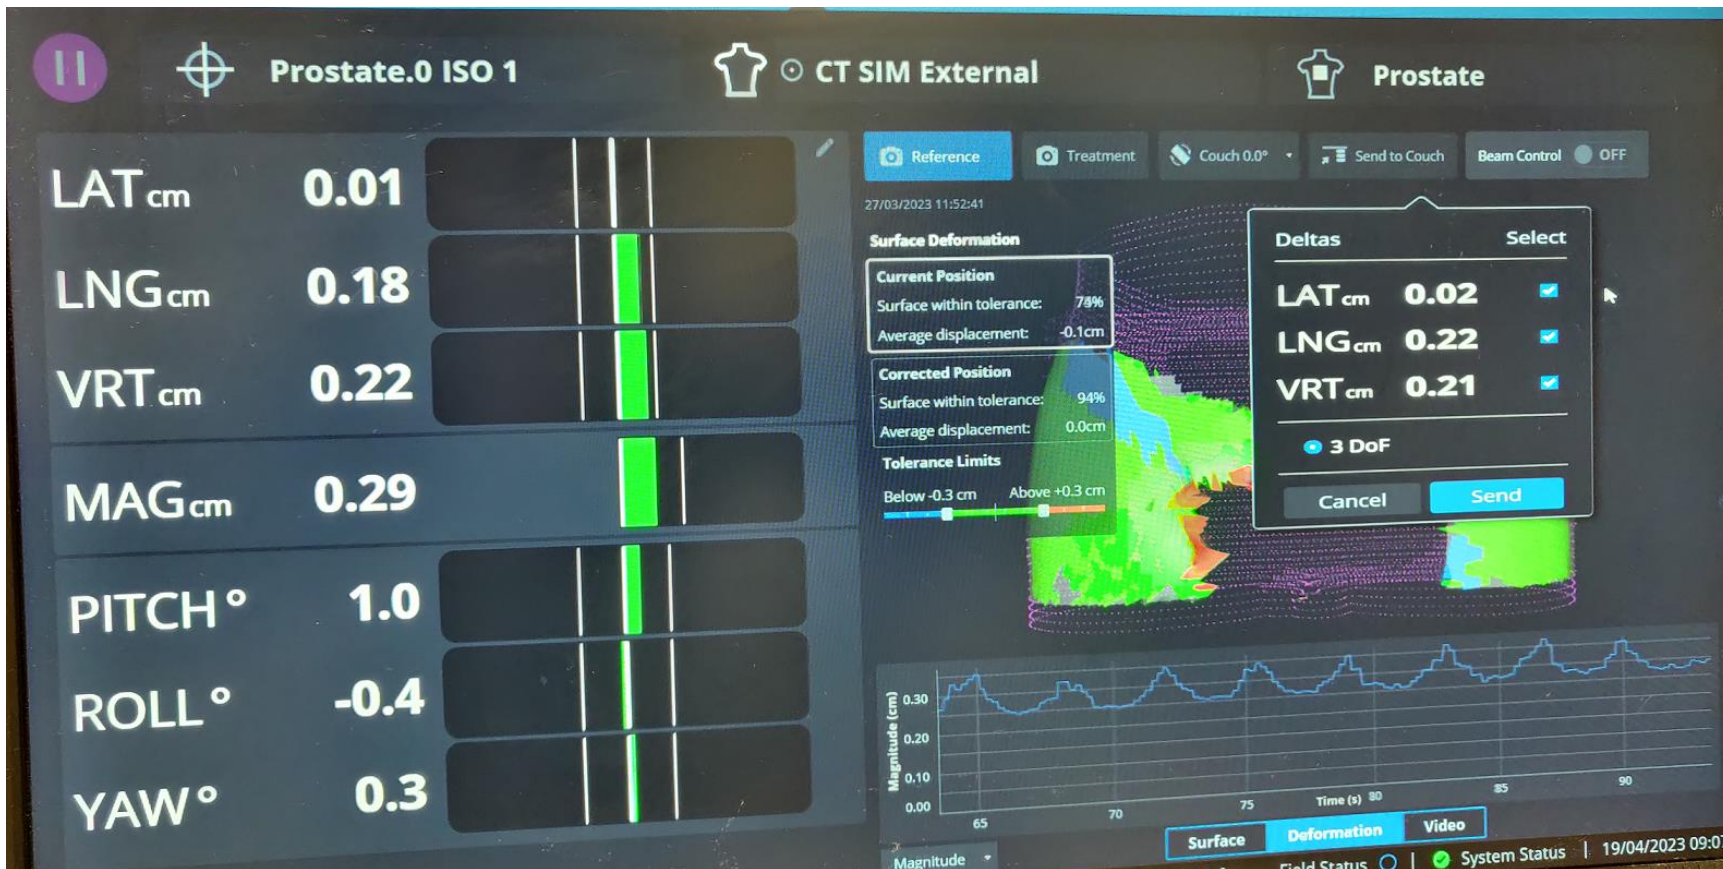 Prostate.0 ISO 1
CT SIM External
Prostate
LAT cm 0.01
LNG cm 0.18
VRT cm 0.22
MAG cm 0.29
PITCH° 1.0
ROLL° -0.4
YAW° 0.3
Reference
Treatment
Couch 0.0°
Send to Couch
Beam Control OFF
27/03/2023 11:52:41
Surface Deformation
Current Position
Surface within tolerance:
Average displacement: -0.1cm
Corrected Position
Surface within tolerance: 94%
Average displacement: 0.0cm
Tolerance Limits
Below -0.3 cm Above +0.3 cm
Deltas Select
LAT cm 0.02
LNG cm 0.22
VRT cm 0.21
3 DoF
Cancel Send
Magnitude (cm)
0.30
0.20
0.10
0.00
65 70 75 80 85 90
Time (s)
Surface Deformation Video
Magnitude
Field Status | System Status | 19/04/2023 09:07